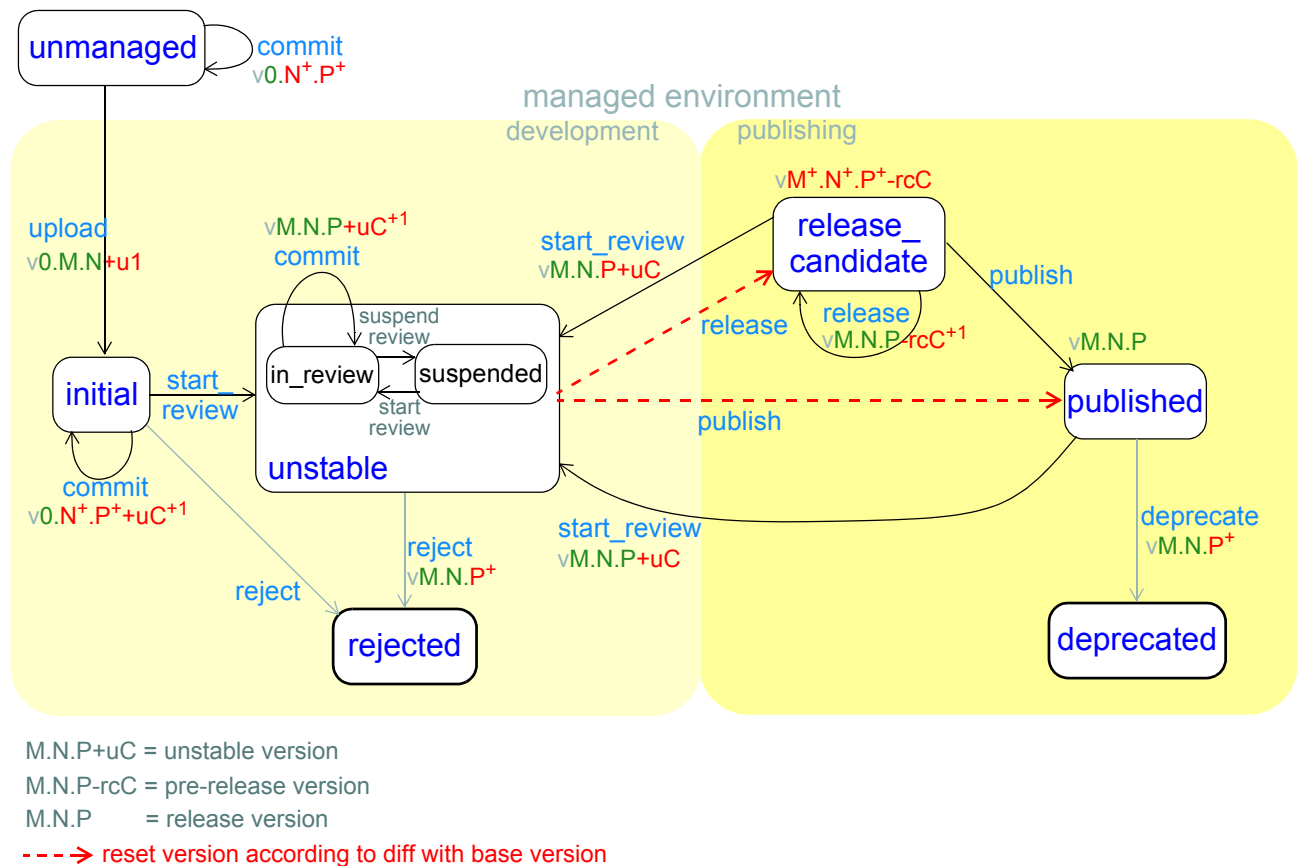 unmanaged
commit
v0.N⁺.P⁺
managed environment
development
publishing
vM⁺.N⁺.P⁺-rcC
upload
v0.M.N+u1
vM.N.P+uC⁺¹
commit
start_review
vM.N.P+uC
release_
candidate
publish
suspend
review
release
release
vM.N.P-rcC⁺¹
vM.N.P
in_review
suspended
initial
start_
review
start
review
published
publish
unstable
commit
v0.N⁺.P⁺+uC⁺¹
start_review
vM.N.P+uC
deprecate
vM.N.P⁺
reject
vM.N.P⁺
reject
rejected
deprecated
M.N.P+uC = unstable version
M.N.P-rcC = pre-release version
M.N.P = release version
reset version according to diff with base version